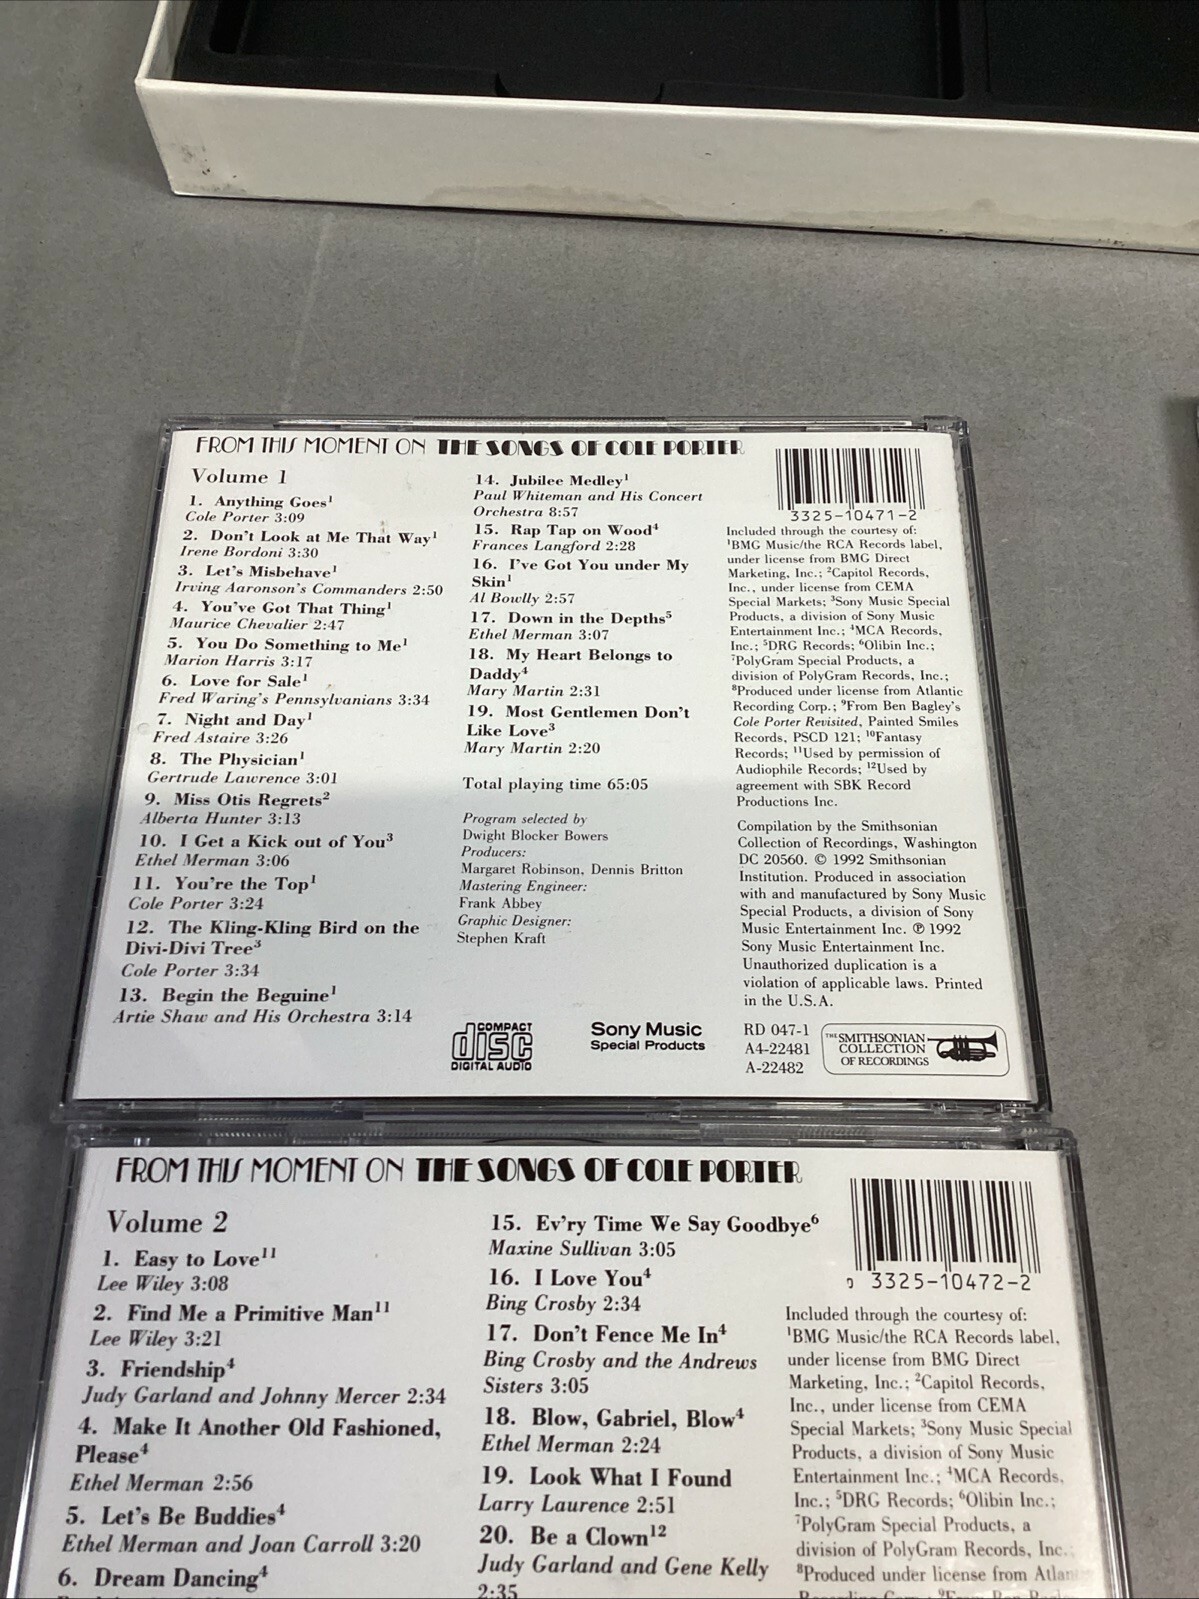 FROM THIS MOMENT ON THE SONGS OF COLE PORTER
Volume 1
1. Anything Goes¹
Cole Porter 3:09
2. Don't Look at Me That Way¹
Irene Bordoni 3:30
3. Let's Misbehave¹
Irving Aaronson's Commanders 2:50
4. You've Got That Thing¹
Maurice Chevalier 2:47
5. You Do Something to Me¹
Marion Harris 3:17
6. Love for Sale¹
Fred Waring's Pennsylvanians 3:34
7. Night and Day¹
Fred Astaire 3:26
8. The Physician¹
Gertrude Lawrence 3:01
9. Miss Otis Regrets²
Alberta Hunter 3:13
10. I Get a Kick out of You³
Ethel Merman 3:06
11. You're the Top¹
Cole Porter 3:24
12. The Kling-Kling Bird on the
Divi-Divi Tree³
Cole Porter 3:34
13. Begin the Beguine¹
Artie Shaw and His Orchestra 3:14
14. Jubilee Medley¹
Paul Whiteman and His Concert
Orchestra 8:57
15. Rap Tap on Wood⁴
Frances Langford 2:28
16. I've Got You under My
Skin¹
Al Bowlly 2:57
17. Down in the Depths⁵
Ethel Merman 3:07
18. My Heart Belongs to
Daddy⁴
Mary Martin 2:31
19. Most Gentlemen Don't
Like Love³
Mary Martin 2:20
Total playing time 65:05
Program selected by
Dwight Blocker Bowers
Producers:
Margaret Robinson, Dennis Britton
Mastering Engineer:
Frank Abbey
Graphic Designer:
Stephen Kraft
COMPACT
disc
DIGITAL AUDIO
Sony Music
Special Products
3325-10471-2
Included through the courtesy of:
¹BMG Music/the RCA Records label,
under license from BMG Direct
Marketing, Inc.; ²Capitol Records,
Inc., under license from CEMA
Special Markets; ³Sony Music Special
Products, a division of Sony Music
Entertainment Inc.; ⁴MCA Records,
Inc.; ⁵DRG Records; ⁶Olibin Inc.;
⁷PolyGram Special Products, a
division of PolyGram Records, Inc.;
⁸Produced under license from Atlantic
Recording Corp.; ⁹From Ben Bagley's
Cole Porter Revisited, Painted Smiles
Records, PSCD 121; ¹⁰Fantasy
Records; ¹¹Used by permission of
Audiophile Records; ¹²Used by
agreement with SBK Record
Productions Inc.
Compilation by the Smithsonian
Collection of Recordings, Washington
DC 20560. © 1992 Smithsonian
Institution. Produced in association
with and manufactured by Sony Music
Special Products, a division of Sony
Music Entertainment Inc. ℗ 1992
Sony Music Entertainment Inc.
Unauthorized duplication is a
violation of applicable laws. Printed
in the U.S.A.
RD 047-1
A4-22481
A-22482
THE SMITHSONIAN
COLLECTION
OF RECORDINGS
FROM THIS MOMENT ON THE SONGS OF COLE PORTER
Volume 2
1. Easy to Love¹¹
Lee Wiley 3:08
2. Find Me a Primitive Man¹¹
Lee Wiley 3:21
3. Friendship⁴
Judy Garland and Johnny Mercer 2:34
4. Make It Another Old Fashioned,
Please⁴
Ethel Merman 2:56
5. Let's Be Buddies⁴
Ethel Merman and Joan Carroll 3:20
6. Dream Dancing⁴
15. Ev'ry Time We Say Goodbye⁶
Maxine Sullivan 3:05
16. I Love You⁴
Bing Crosby 2:34
17. Don't Fence Me In⁴
Bing Crosby and the Andrews
Sisters 3:05
18. Blow, Gabriel, Blow⁴
Ethel Merman 2:24
19. Look What I Found
Larry Laurence 2:51
20. Be a Clown¹²
Judy Garland and Gene Kelly
2:35
0 3325-10472-2
Included through the courtesy of:
¹BMG Music/the RCA Records label,
under license from BMG Direct
Marketing, Inc.; ²Capitol Records,
Inc., under license from CEMA
Special Markets; ³Sony Music Special
Products, a division of Sony Music
Entertainment Inc.; ⁴MCA Records,
Inc.; ⁵DRG Records; ⁶Olibin Inc.;
⁷PolyGram Special Products, a
division of PolyGram Records, Inc.
⁸Produced under license from Atlan